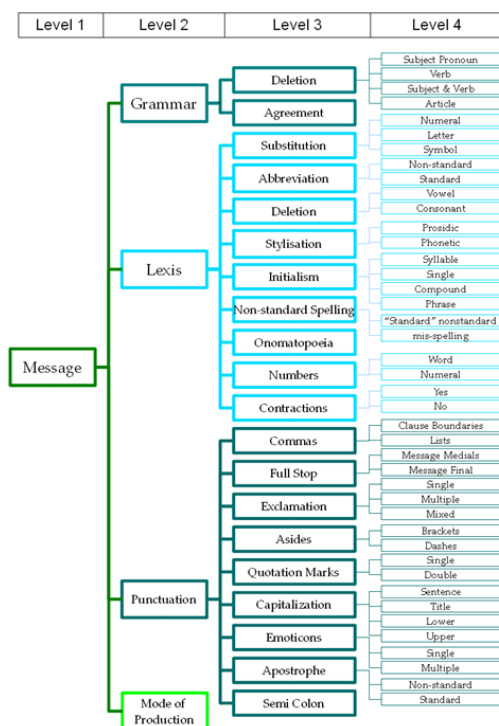 Level 1 Level 2 Level 3 Level 4
Message
Grammar
Deletion
Subject Pronoun
Verb
Subject & Verb
Article
Agreement
Lexis
Substitution
Numeral
Letter
Symbol
Abbreviation
Non-standard
Standard
Deletion
Vowel
Consonant
Stylisation
Prosidic
Phonetic
Initialism
Syllable
Single
Compound
Phrase
Non-standard Spelling
"Standard" nonstandard
mis-spelling
Onomatopoeia
Numbers
Word
Numeral
Contractions
Yes
No
Punctuation
Commas
Clause Boundaries
Lists
Full Stop
Message Medials
Message Final
Exclamation
Single
Multiple
Mixed
Asides
Brackets
Dashes
Quotation Marks
Single
Double
Capitalization
Sentence
Title
Lower
Upper
Emoticons
Single
Multiple
Apostrophe
Non-standard
Standard
Semi Colon
Mode of
Production